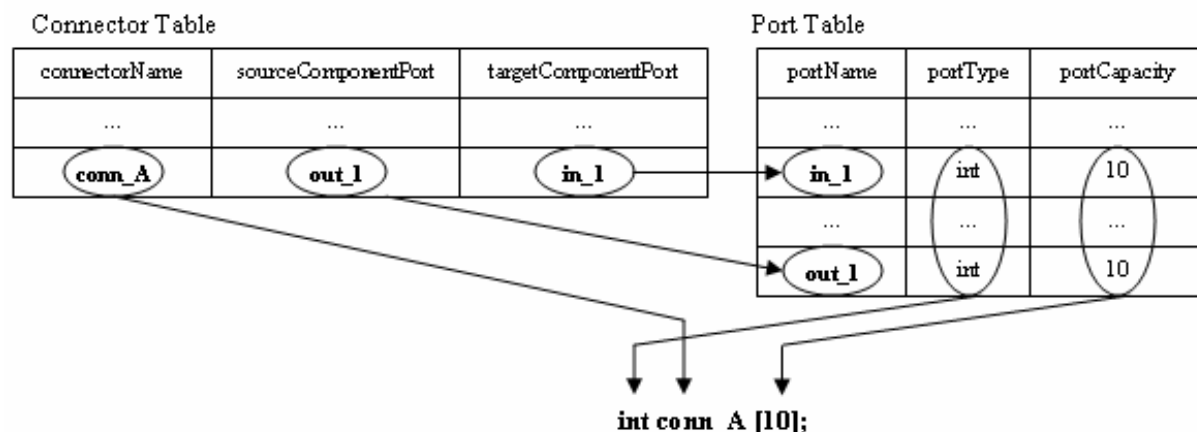 Connector Table Port Table
connectorName sourceComponentPort targetComponentPort portName portType portCapacity
... ... ... ... ... ...
conn_A out_1 in_1 in_1 int 10
... ... ...
out_1 int 10
int conn_A [10];